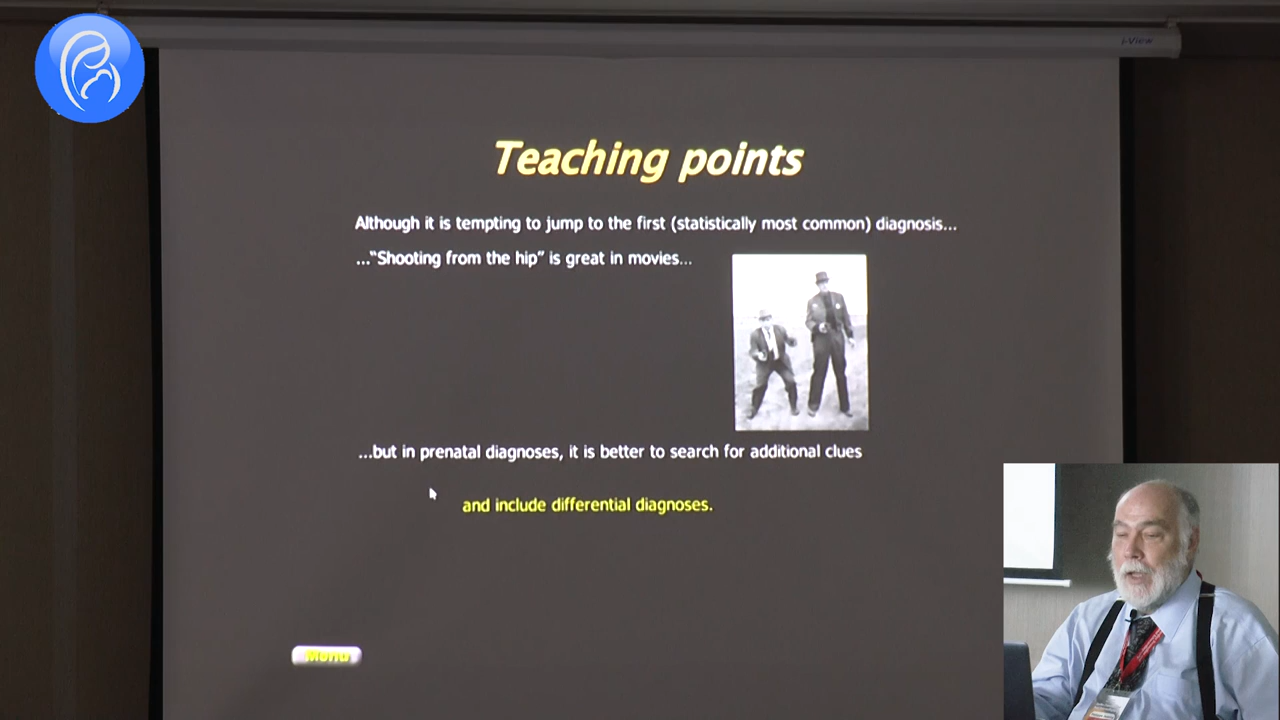 i-View
Teaching points
Although it is tempting to jump to the first (statistically most common) diagnosis...
..."Shooting from the hip" is great in movies...
...but in prenatal diagnoses, it is better to search for additional clues
and include differential diagnoses.
Menu